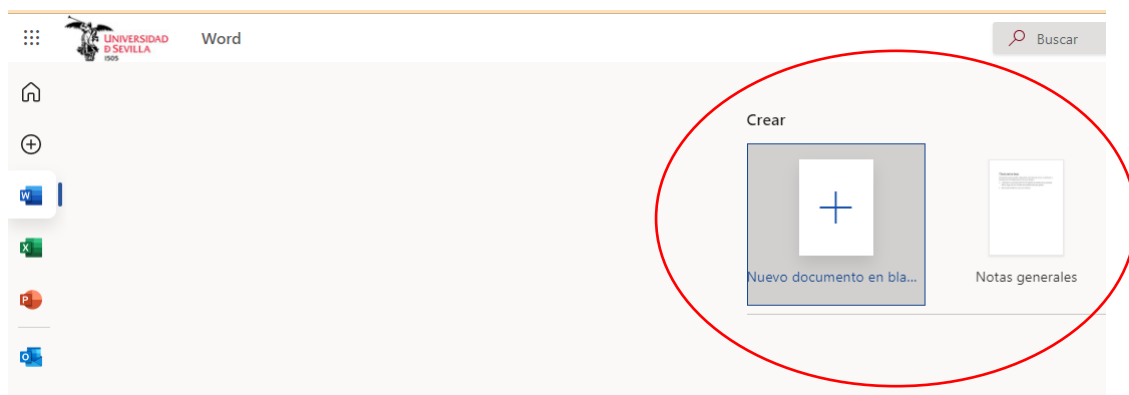 UNIVERSIDAD
D SEVILLA
1505
Word
Buscar
Crear
Nuevo documento en bla...
Notas generales